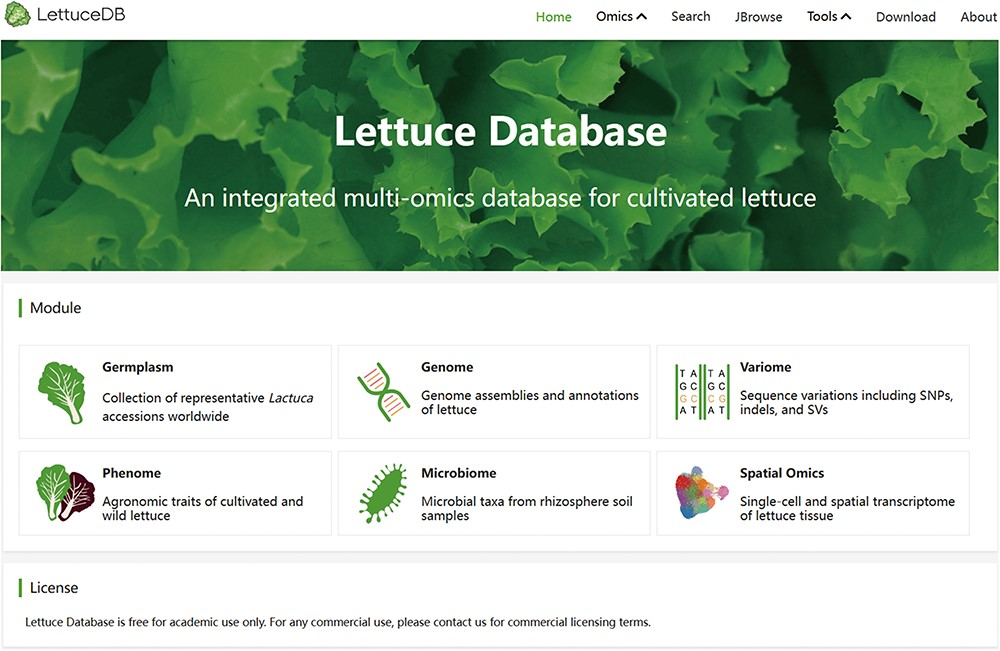 LettuceDB
Home Omics Search JBrowse Tools Download About
Lettuce Database
An integrated multi-omics database for cultivated lettuce
Module
Germplasm
Collection of representative Lactuca
accessions worldwide
Genome
Genome assemblies and annotations
of lettuce
T A T A
G C G C
G C C G
A T A T
Variome
Sequence variations including SNPs,
indels, and SVs
Phenome
Agronomic traits of cultivated and
wild lettuce
Microbiome
Microbial taxa from rhizosphere soil
samples
Spatial Omics
Single-cell and spatial transcriptome
of lettuce tissue
License
Lettuce Database is free for academic use only. For any commercial use, please contact us for commercial licensing terms.